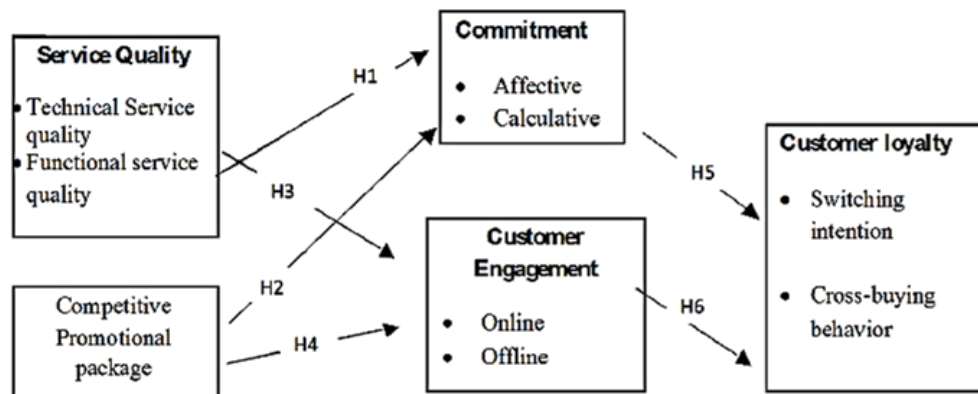 Service Quality
• Technical Service
quality
• Functional service
quality
Competitive
Promotional
package
H1
H3
H2
H4
Commitment
• Affective
• Calculative
Customer
Engagement
• Online
• Offline
H5
H6
Customer loyalty
• Switching
intention
• Cross-buying
behavior